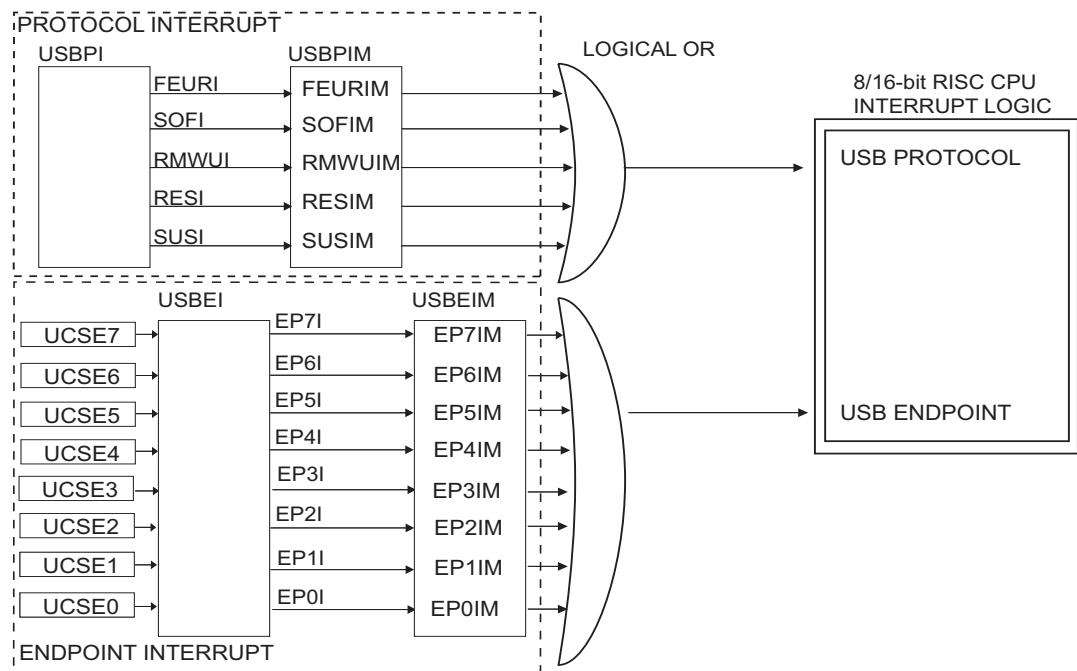 PROTOCOL INTERRUPT
USBPI
USBPIM
LOGICAL OR
8/16-bit RISC CPU
INTERRUPT LOGIC
FEURI
FEURIM
SOFI
SOFIM
RMWUI
RMWUIM
RESI
RESIM
SUSI
SUSIM
USB PROTOCOL
USB ENDPOINT
USBEI
USBEIM
UCSE7
EP7I
EP7IM
UCSE6
EP6I
EP6IM
UCSE5
EP5I
EP5IM
UCSE4
EP4I
EP4IM
UCSE3
EP3I
EP3IM
UCSE2
EP2I
EP2IM
UCSE1
EP1I
EP1IM
UCSE0
EP0I
EP0IM
ENDPOINT INTERRUPT